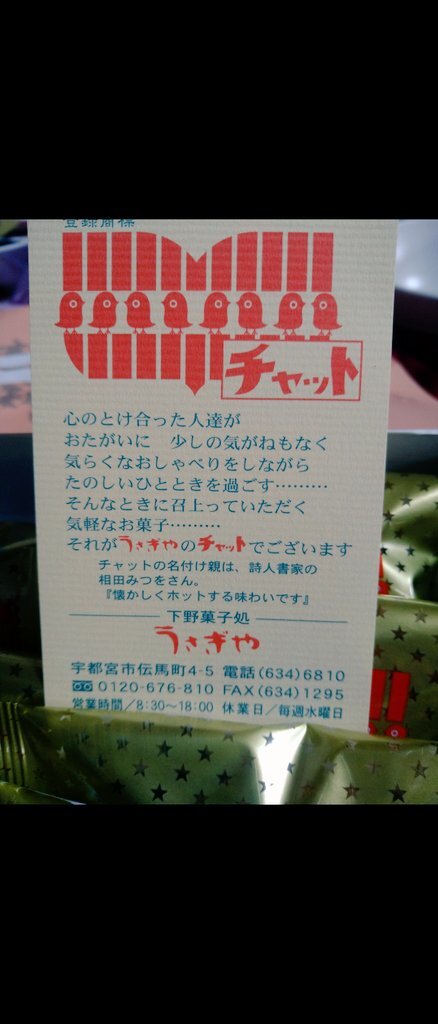 登録商標
チャット
心のとけ合った人達が
おたがいに　少しの気がねもなく
気らくなおしゃべりをしながら
たのしいひとときを過ごす………
そんなときに召上っていただく
気軽なお菓子………
それがうさぎやのチャットでございます
チャットの名付け親は、詩人書家の
相田みつをさん。
『懐かしくホットする味わいです』
下野菓子処
うさぎや
宇都宮市伝馬町4-5 電話(634)6810
0120-676-810 FAX(634)1295
営業時間/8:30～18:00 休業日/毎週水曜日